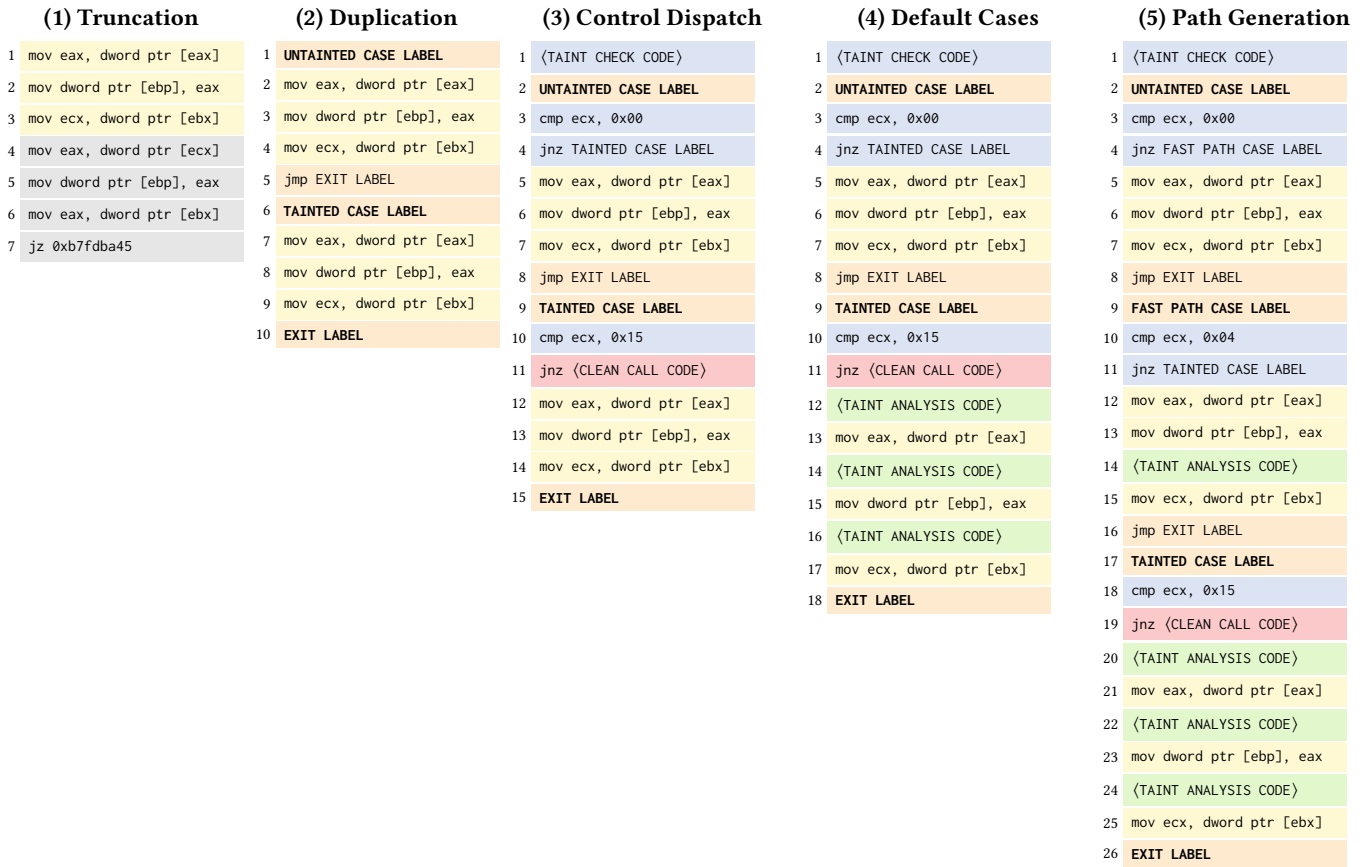 (1) Truncation
1 mov eax, dword ptr [eax]
2 mov dword ptr [ebp], eax
3 mov ecx, dword ptr [ebx]
4 mov eax, dword ptr [ecx]
5 mov dword ptr [ebp], eax
6 mov eax, dword ptr [ebx]
7 jz 0xb7fdba45
(2) Duplication
1 UNTAINTED CASE LABEL
2 mov eax, dword ptr [eax]
3 mov dword ptr [ebp], eax
4 mov ecx, dword ptr [ebx]
5 jmp EXIT LABEL
6 TAINTED CASE LABEL
7 mov eax, dword ptr [eax]
8 mov dword ptr [ebp], eax
9 mov ecx, dword ptr [ebx]
10 EXIT LABEL
(3) Control Dispatch
1 ⟨TAINT CHECK CODE⟩
2 UNTAINTED CASE LABEL
3 cmp ecx, 0x00
4 jnz TAINTED CASE LABEL
5 mov eax, dword ptr [eax]
6 mov dword ptr [ebp], eax
7 mov ecx, dword ptr [ebx]
8 jmp EXIT LABEL
9 TAINTED CASE LABEL
10 cmp ecx, 0x15
11 jnz ⟨CLEAN CALL CODE⟩
12 mov eax, dword ptr [eax]
13 mov dword ptr [ebp], eax
14 mov ecx, dword ptr [ebx]
15 EXIT LABEL
(4) Default Cases
1 ⟨TAINT CHECK CODE⟩
2 UNTAINTED CASE LABEL
3 cmp ecx, 0x00
4 jnz TAINTED CASE LABEL
5 mov eax, dword ptr [eax]
6 mov dword ptr [ebp], eax
7 mov ecx, dword ptr [ebx]
8 jmp EXIT LABEL
9 TAINTED CASE LABEL
10 cmp ecx, 0x15
11 jnz ⟨CLEAN CALL CODE⟩
12 ⟨TAINT ANALYSIS CODE⟩
13 mov eax, dword ptr [eax]
14 ⟨TAINT ANALYSIS CODE⟩
15 mov dword ptr [ebp], eax
16 ⟨TAINT ANALYSIS CODE⟩
17 mov ecx, dword ptr [ebx]
18 EXIT LABEL
(5) Path Generation
1 ⟨TAINT CHECK CODE⟩
2 UNTAINTED CASE LABEL
3 cmp ecx, 0x00
4 jnz FAST PATH CASE LABEL
5 mov eax, dword ptr [eax]
6 mov dword ptr [ebp], eax
7 mov ecx, dword ptr [ebx]
8 jmp EXIT LABEL
9 FAST PATH CASE LABEL
10 cmp ecx, 0x04
11 jnz TAINTED CASE LABEL
12 mov eax, dword ptr [eax]
13 mov dword ptr [ebp], eax
14 ⟨TAINT ANALYSIS CODE⟩
15 mov ecx, dword ptr [ebx]
16 jmp EXIT LABEL
17 TAINTED CASE LABEL
18 cmp ecx, 0x15
19 jnz ⟨CLEAN CALL CODE⟩
20 ⟨TAINT ANALYSIS CODE⟩
21 mov eax, dword ptr [eax]
22 ⟨TAINT ANALYSIS CODE⟩
23 mov dword ptr [ebp], eax
24 ⟨TAINT ANALYSIS CODE⟩
25 mov ecx, dword ptr [ebx]
26 EXIT LABEL